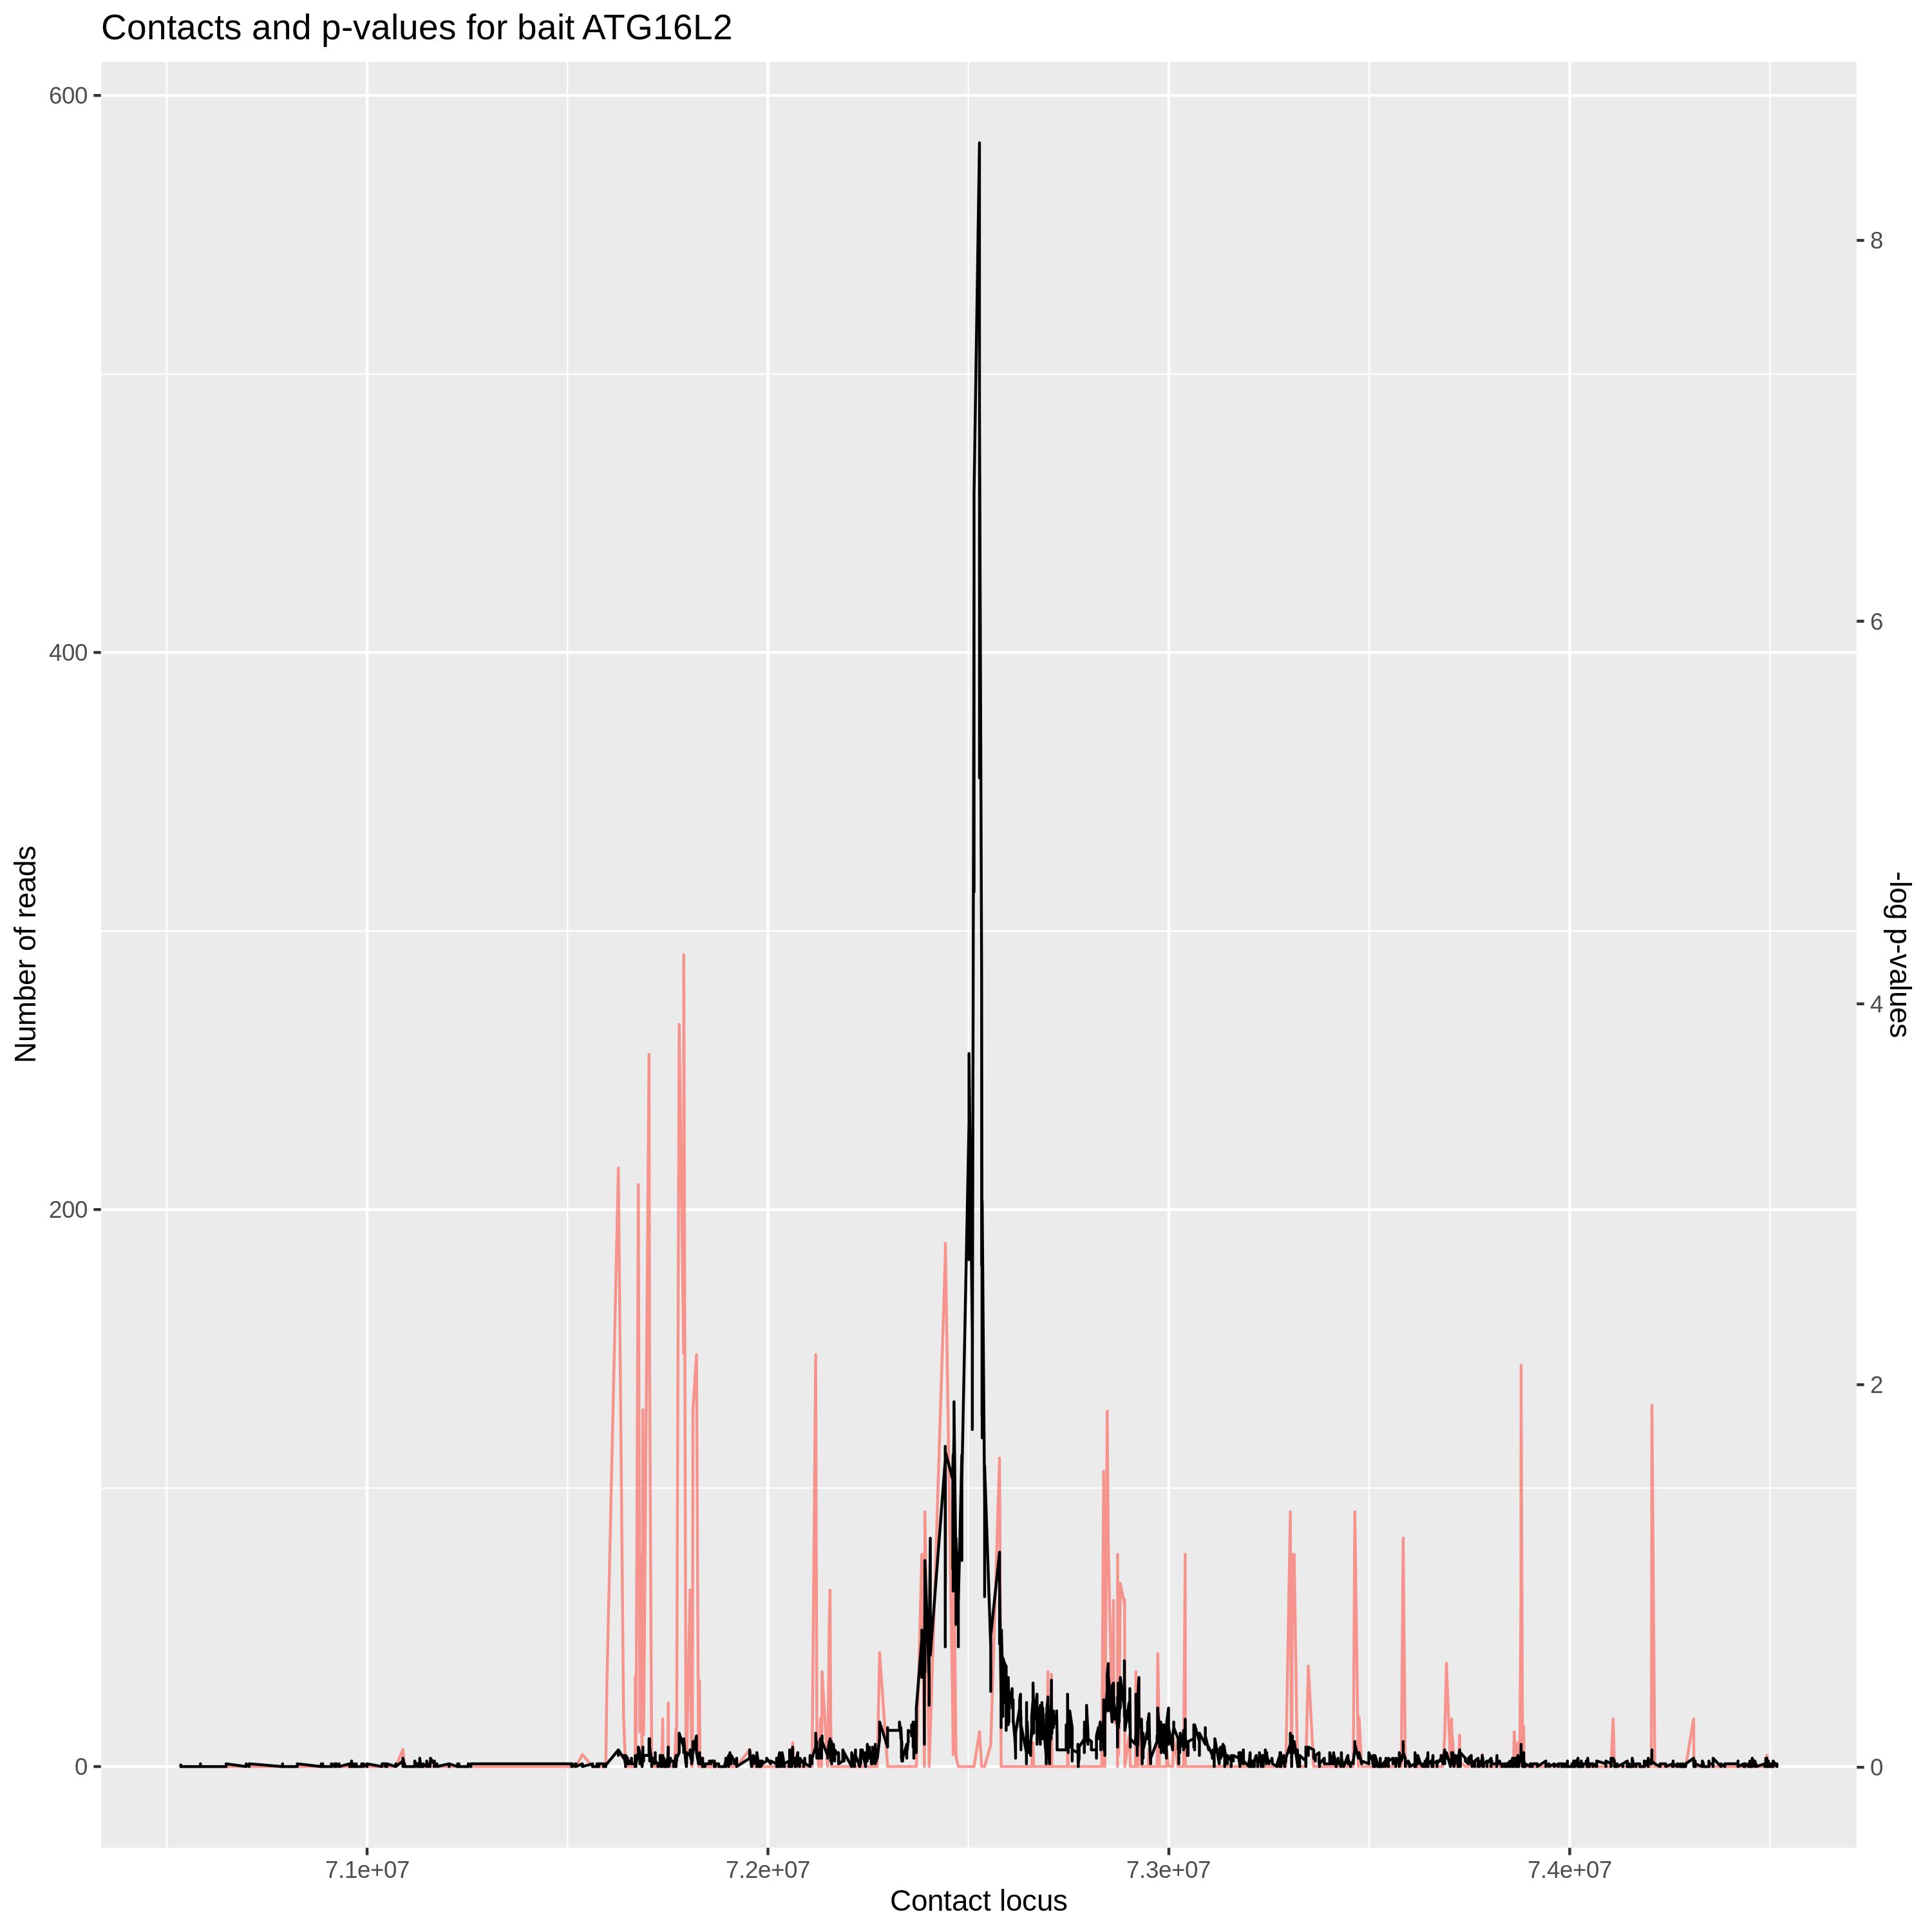 Contacts and p-values for bait ATG16L2
600
400
200
0
8
6
4
2
0
Number of reads
-log p-values
7.1e+07
7.2e+07
7.3e+07
7.4e+07
Contact locus